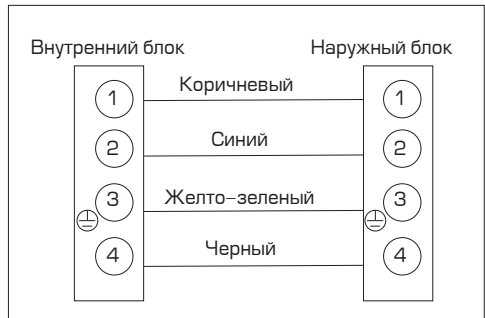 Внутренний блок Наружный блок
1 Коричневый 1
2 Синий 2
3 Желто-зеленый 3
4 Черный 4